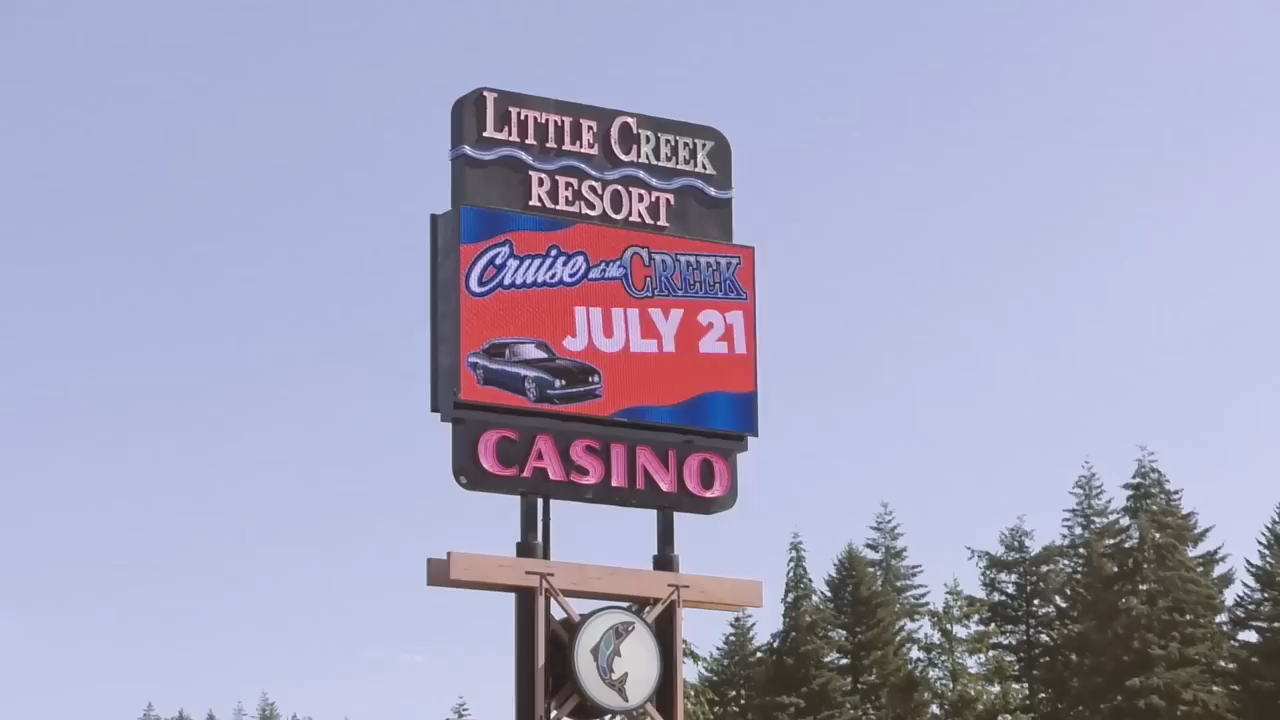 LITTLE CREEK
RESORT
Cruise at the CREEK
JULY 21
CASINO